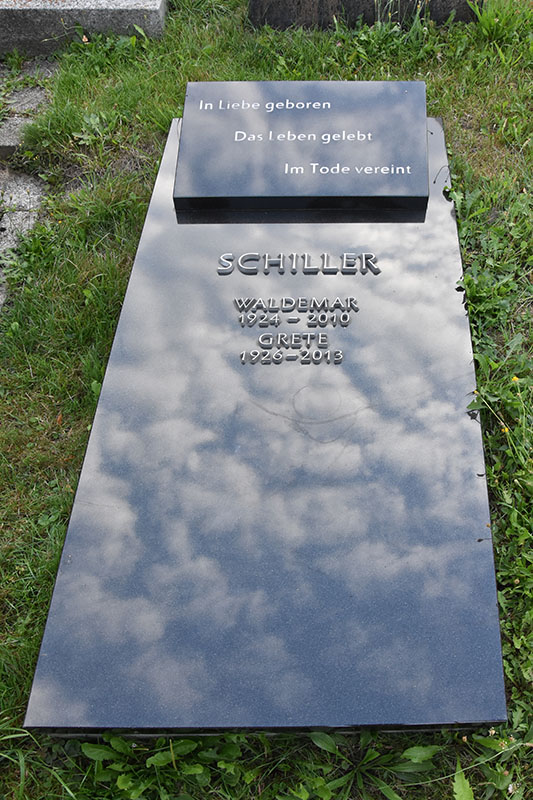 In Liebe geboren
Das Leben gelebt
Im Tode vereint
SCHILLER
WALDEMAR
1924 – 2010
GRETE
1926–2013